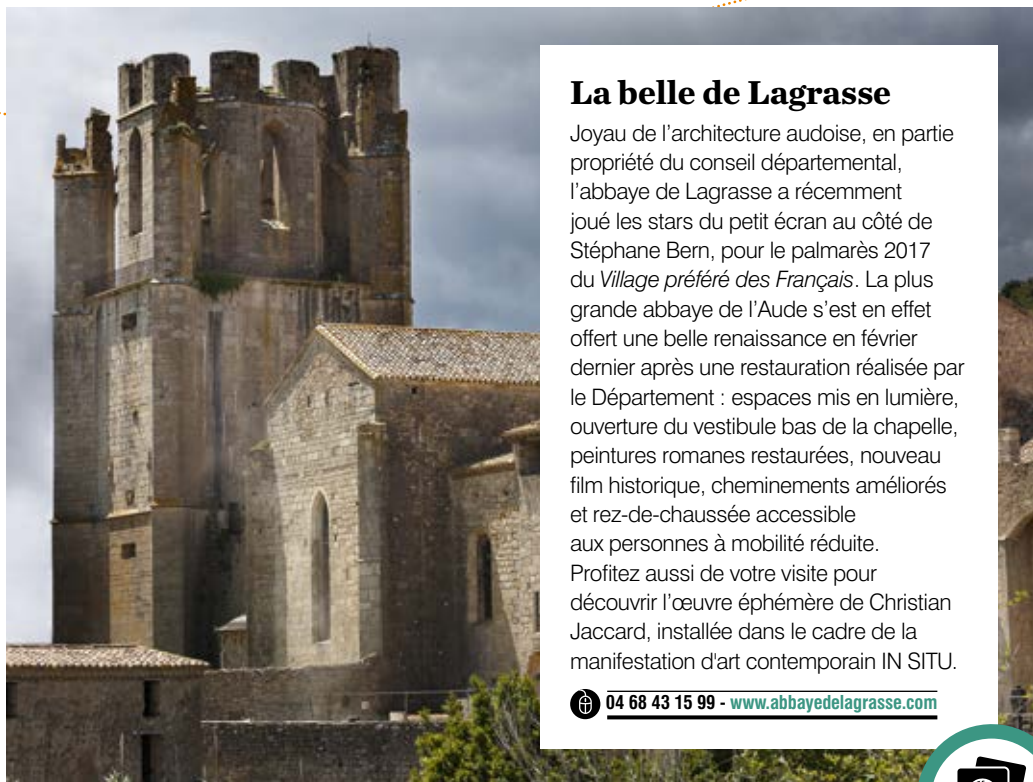 La belle de Lagrasse
Joyau de l’architecture audoise, en partie
propriété du conseil départemental,
l’abbaye de Lagrasse a récemment
joué les stars du petit écran au côté de
Stéphane Bern, pour le palmarès 2017
du Village préféré des Français. La plus
grande abbaye de l’Aude s’est en effet
offert une belle renaissance en février
dernier après une restauration réalisée par
le Département : espaces mis en lumière,
ouverture du vestibule bas de la chapelle,
peintures romanes restaurées, nouveau
film historique, cheminements améliorés
et rez-de-chaussée accessible
aux personnes à mobilité réduite.
Profitez aussi de votre visite pour
découvrir l’œuvre éphémère de Christian
Jaccard, installée dans le cadre de la
manifestation d'art contemporain IN SITU.
04 68 43 15 99 - www.abbayedelagrasse.com